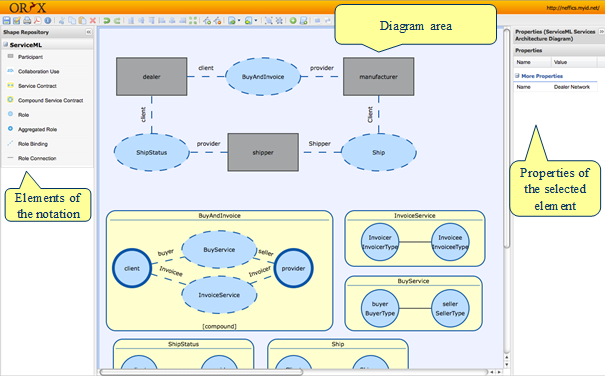 ORYX
http://neffics.myid.net/
Shape Repository
ServiceML
Participent
Collaboration Use
Service Contract
Compound Service Contract
Role
Aggregated Role
Role Binding
Role Connection
Elements of
the notation
Diagram area
dealer
client
BuyAndInvoice
provider
manufacturer
client
Client
ShipStatus
provider
shipper
Shipper
Ship
BuyAndInvoice
client
buyer
BuyService
seller
Invoicee
InvoiceService
Invoicer
provider
[compound]
InvoiceService
Invoicer
InvoicerType
Invoicee
InvoiceeType
BuyService
buyer
BuyerType
seller
SellerType
ShipStatus
Ship
Properties (ServiceML Services
Architecture Diagram)
Properties
Name Value
More Properties
Name Dealer Network
Properties of
the selected
element